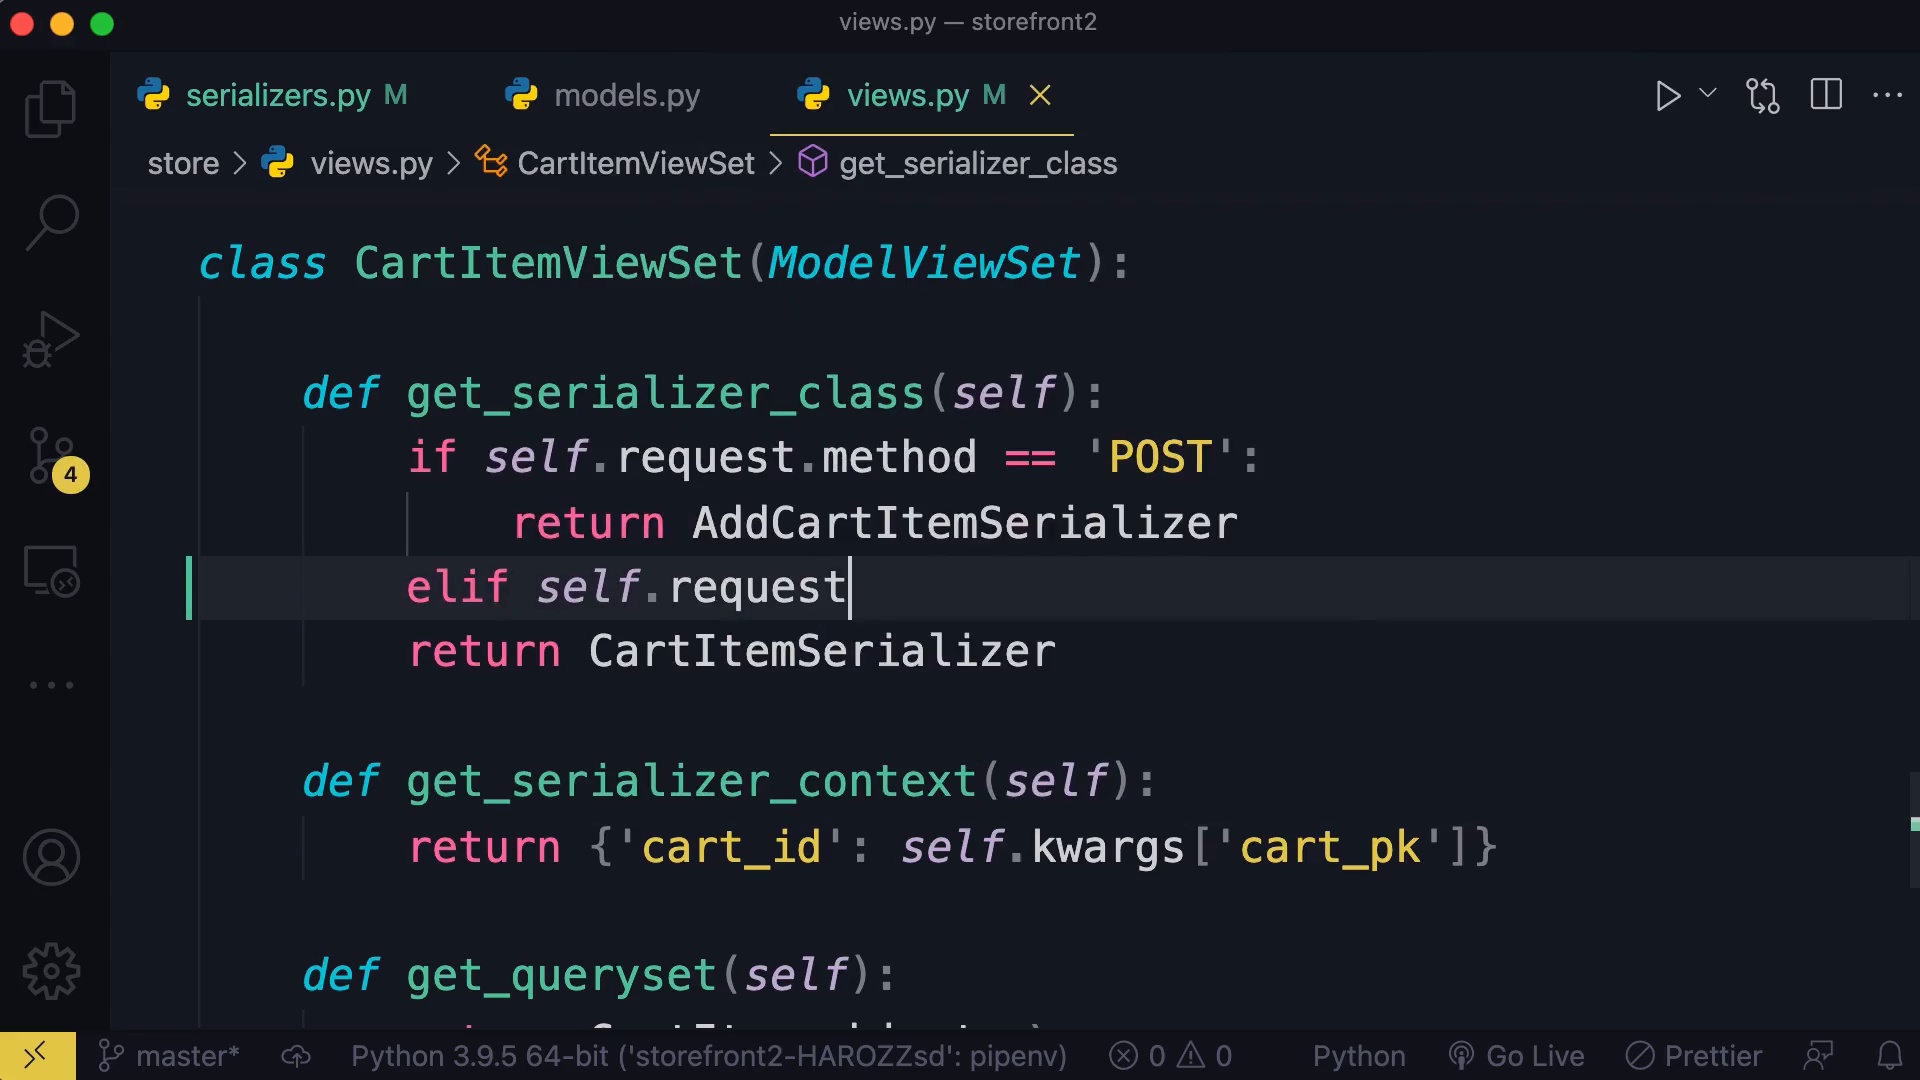 views.py — storefront2
serializers.py M
models.py
views.py M
store > views.py > CartItemViewSet > get_serializer_class
class CartItemViewSet(ModelViewSet):
def get_serializer_class(self):
if self.request.method == 'POST':
return AddCartItemSerializer
elif self.request
return CartItemSerializer
def get_serializer_context(self):
return {'cart_id': self.kwargs['cart_pk']}
def get_queryset(self):
4
master*
Python 3.9.5 64-bit ('storefront2-HAROZZsd': pipenv)
0
0
Python
Go Live
Prettier